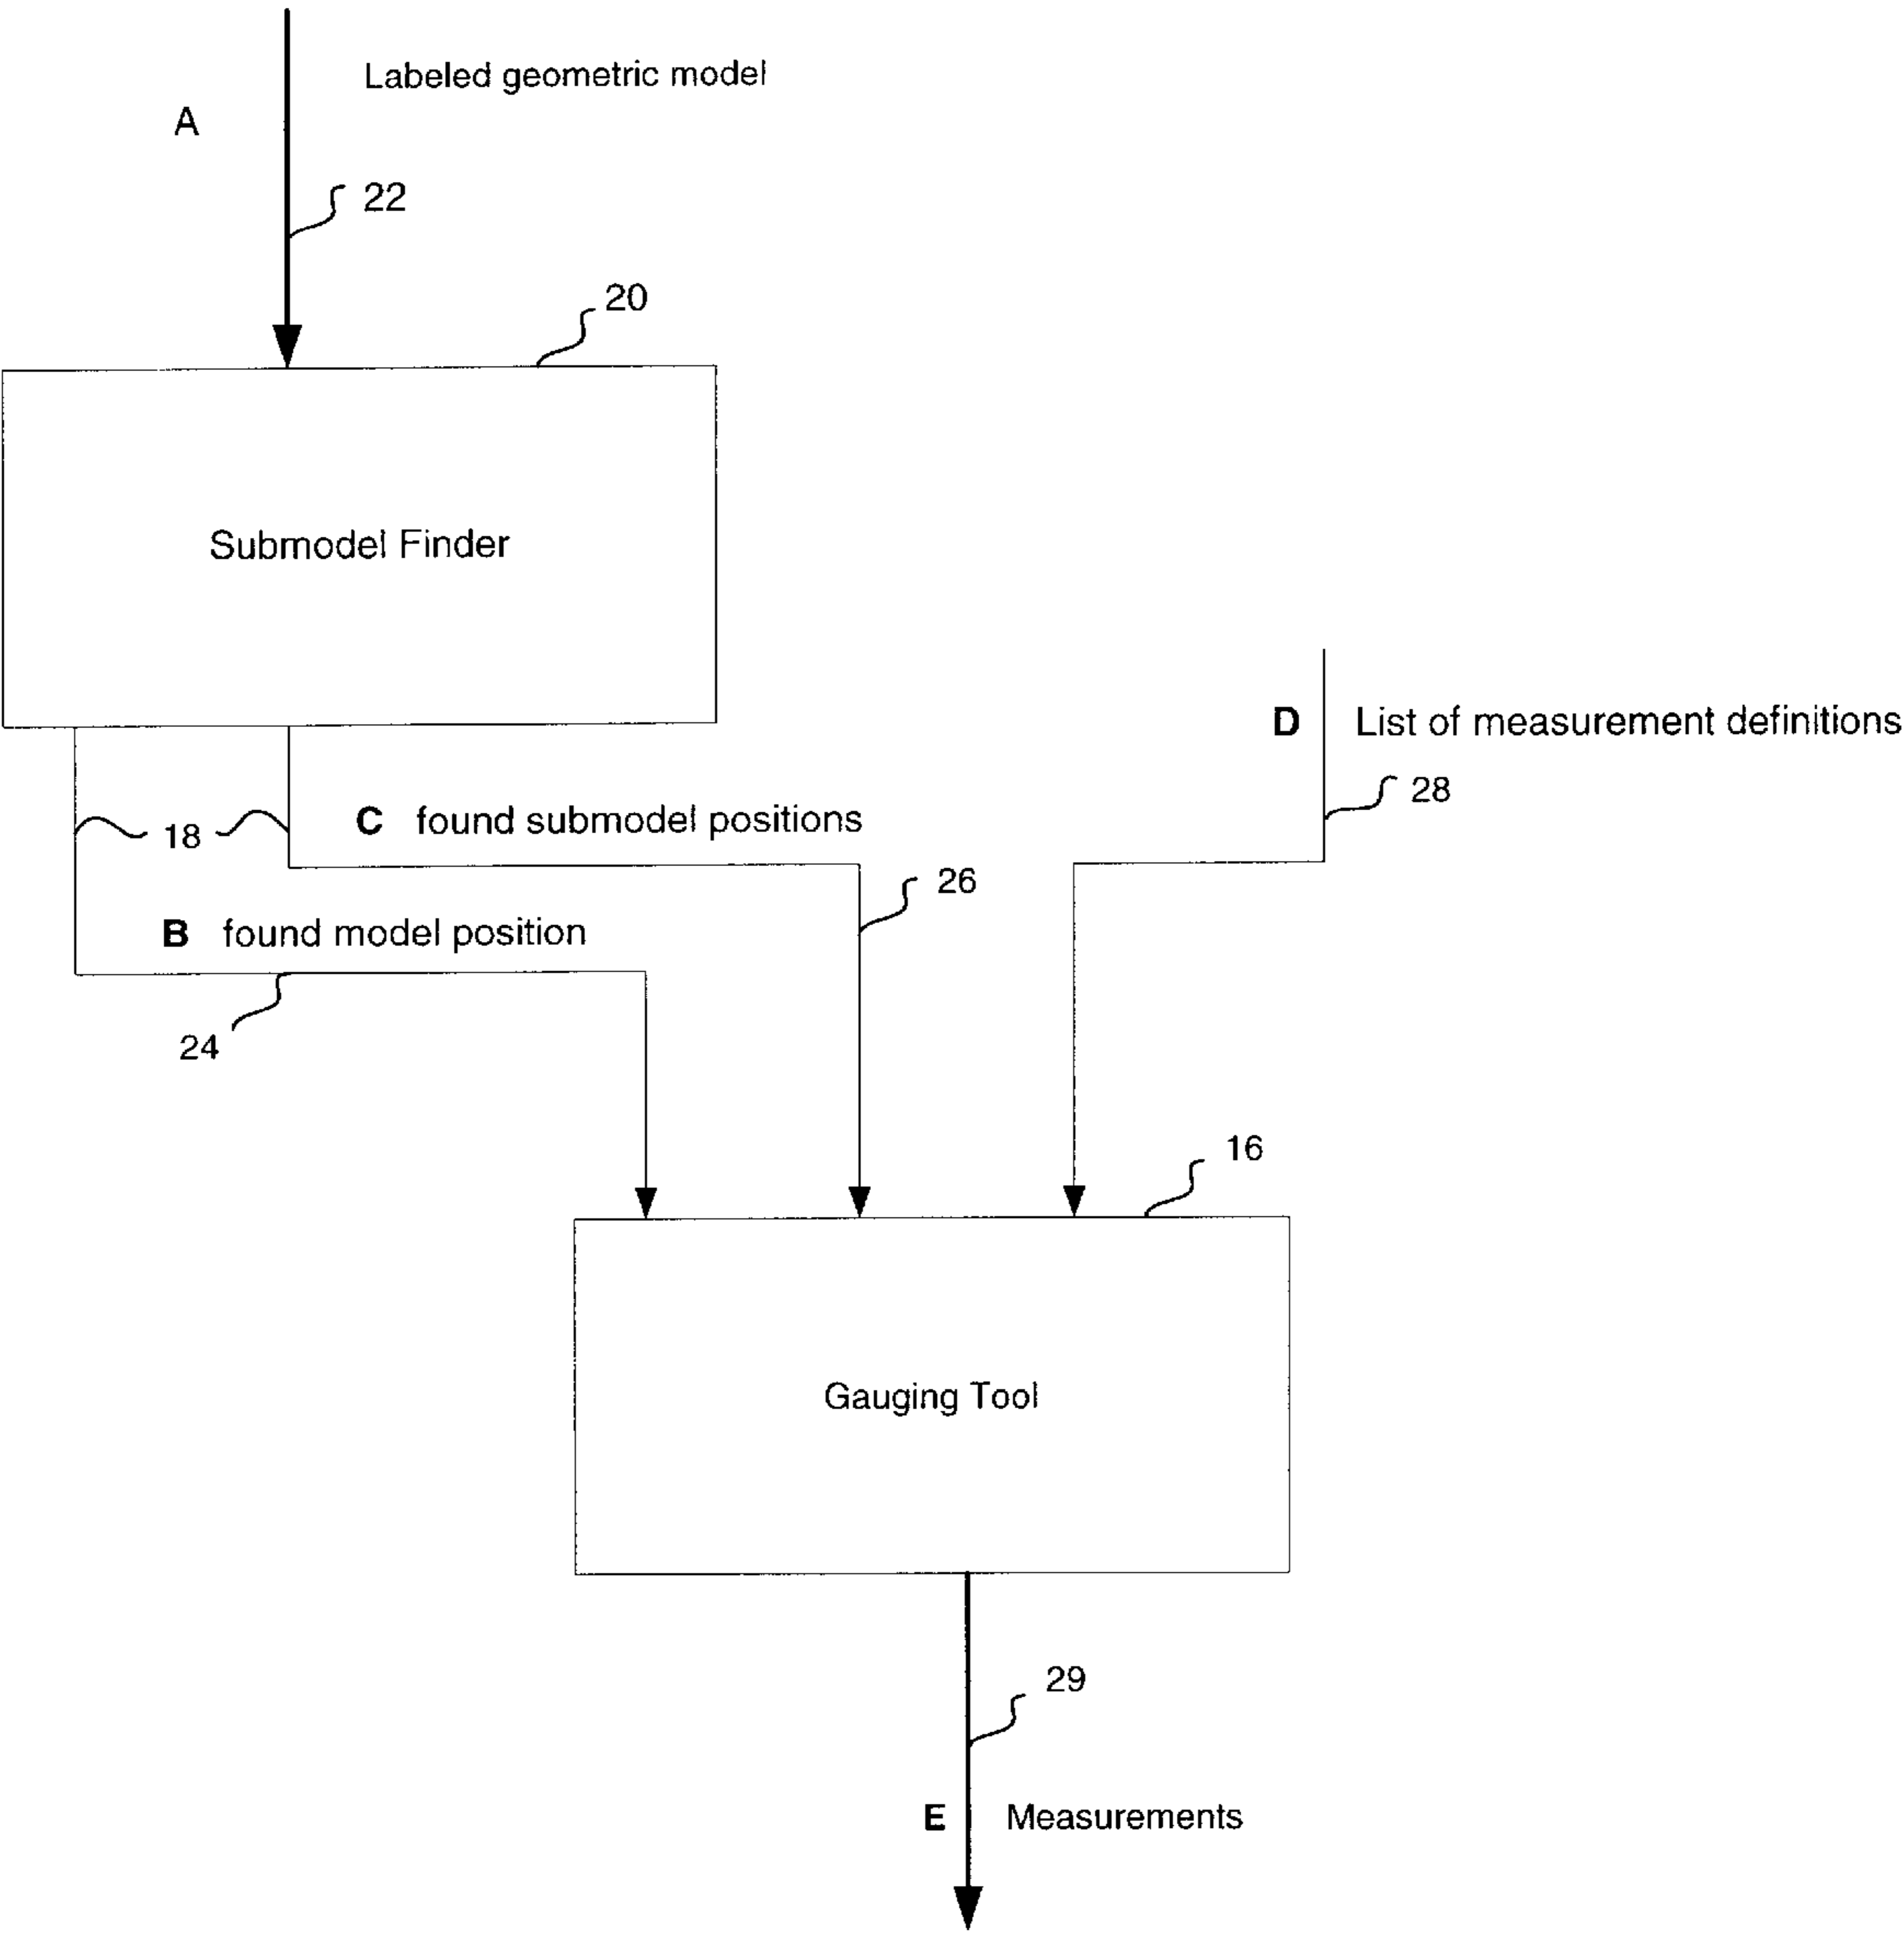 Labeled geometric model
A
22
20
Submodel Finder
D List of measurement definitions
28
C found submodel positions
18
26
B found model position
24
16
Gauging Tool
29
E Measurements